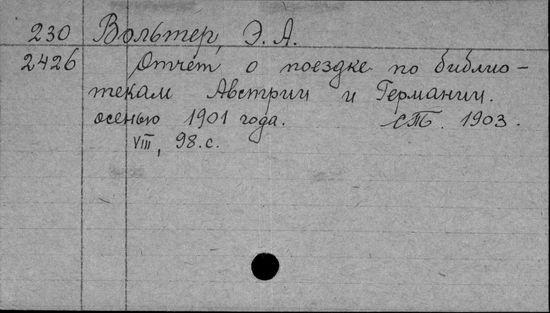 230 Вольтер, Э. А.
2426 Отчет о поездке по библио-
текам Австрии и Германии.
осенью 1901 года. СПб. 1903.
VIII, 98. с.